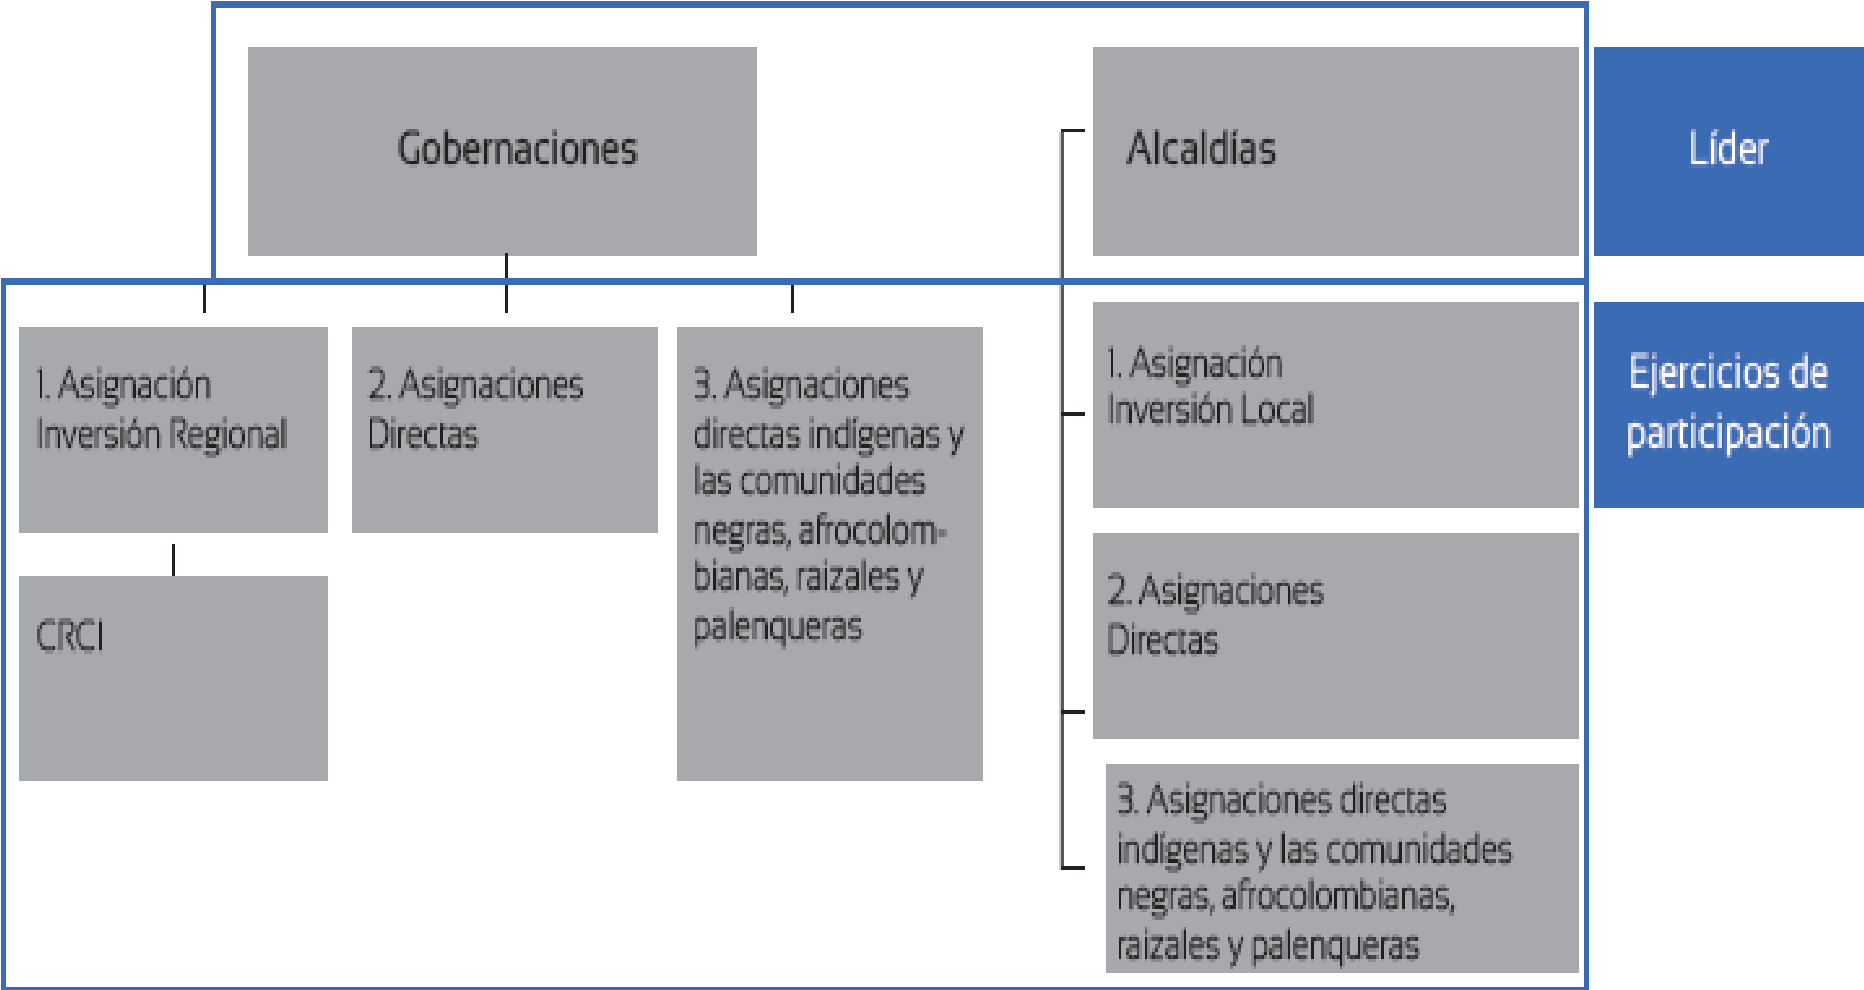 Gobernaciones
Alcaldías
Líder
1. Asignación
Inversión Regional
2. Asignaciones
Directas
3. Asignaciones
directas indígenas y
las comunidades
negras, afrocolom-
bianas, raizales y
palenqueras
CRCI
1. Asignación
Inversión Local
2. Asignaciones
Directas
3. Asignaciones directas
indígenas y las comunidades
negras, afrocolombianas,
raizales y palenqueras
Ejercicios de
participación